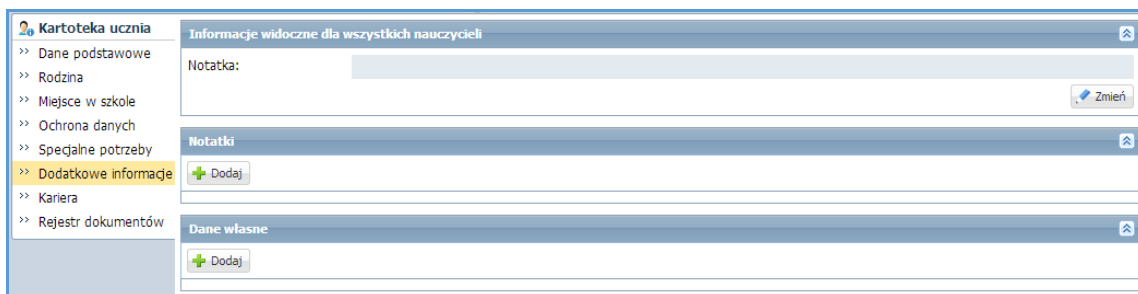 Kartoteka ucznia
Dane podstawowe
Rodzina
Miejsce w szkole
Ochrona danych
Specjalne potrzeby
Dodatkowe informacje
Kariera
Rejestr dokumentów
Informacje widoczne dla wszystkich nauczycieli
Notatka:
Zmień
Notatki
Dodaj
Dane własne
Dodaj